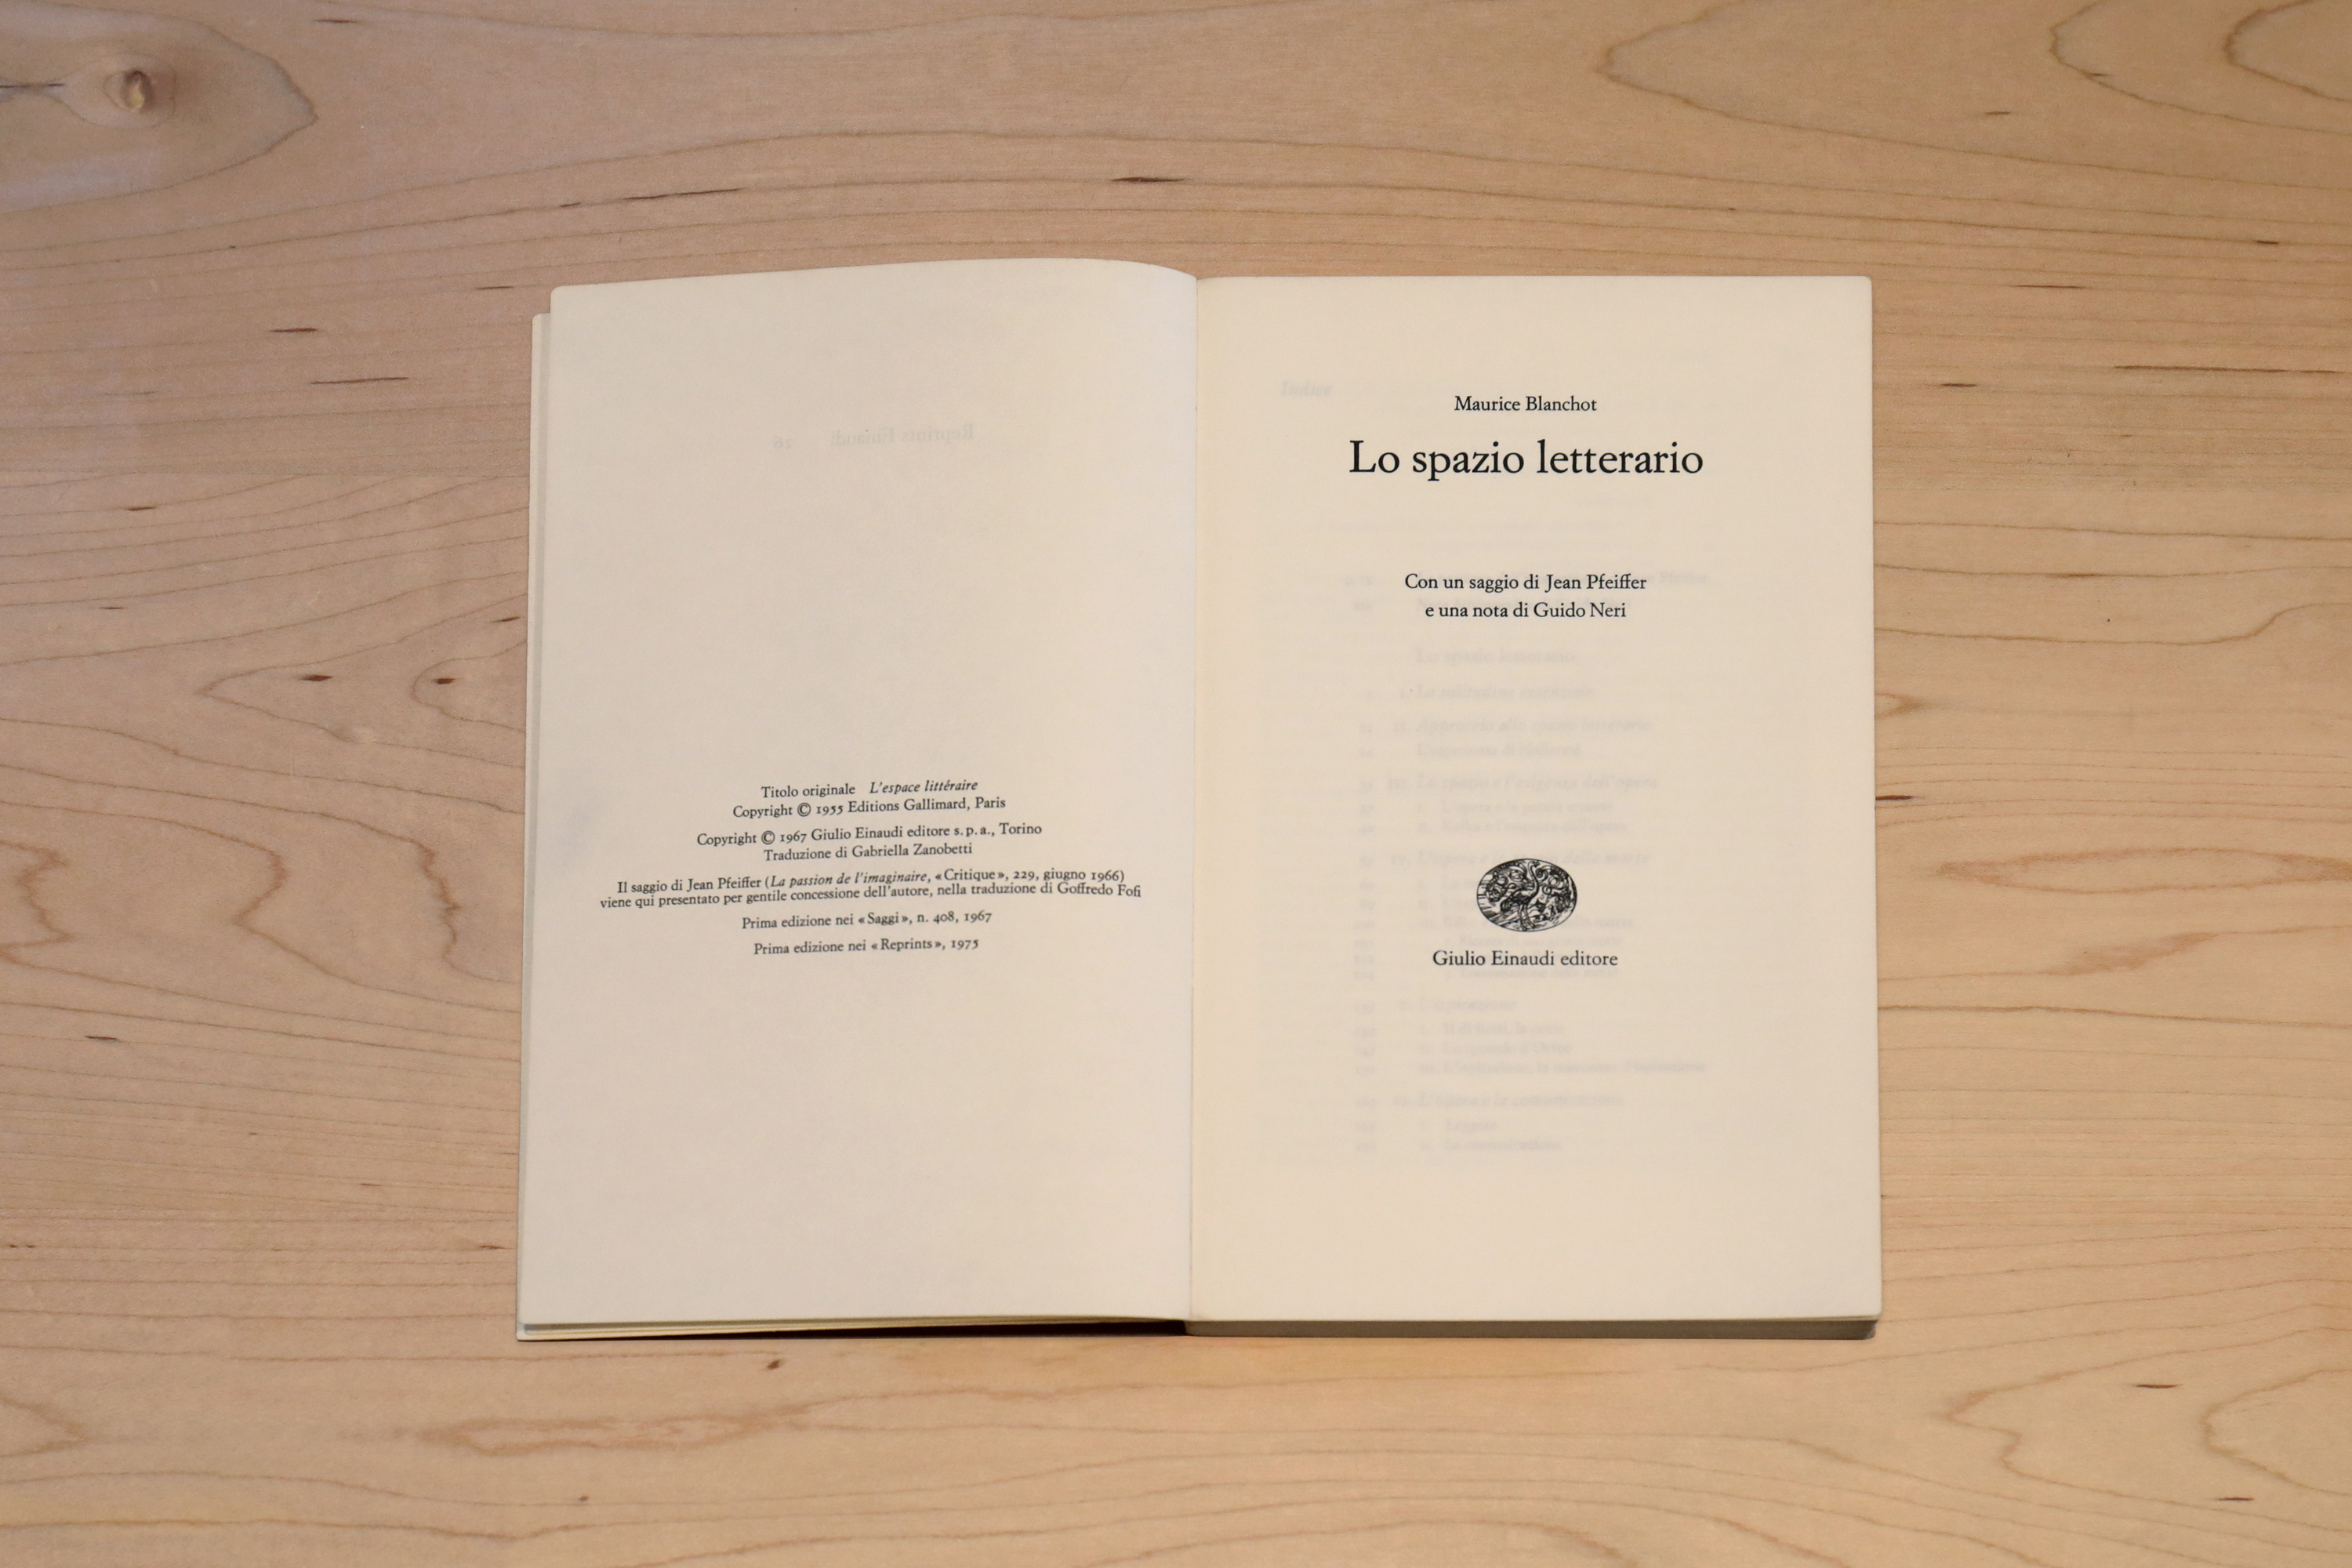 Reprints Einaudi 26
Titolo originale L'espace littéraire
Copyright © 1955 Editions Gallimard, Paris
Copyright © 1967 Giulio Einaudi editore s.p.a., Torino
Traduzione di Gabriella Zanobetti
Il saggio di Jean Pfeiffer (La passion de l'imaginaire, «Critique», 229, giugno 1966)
viene qui presentato per gentile concessione dell'autore, nella traduzione di Goffredo Fofi
Prima edizione nei «Saggi», n. 408, 1967
Prima edizione nei «Reprints», 1975
Maurice Blanchot
Lo spazio letterario
Con un saggio di Jean Pfeiffer
e una nota di Guido Neri
Giulio Einaudi editore